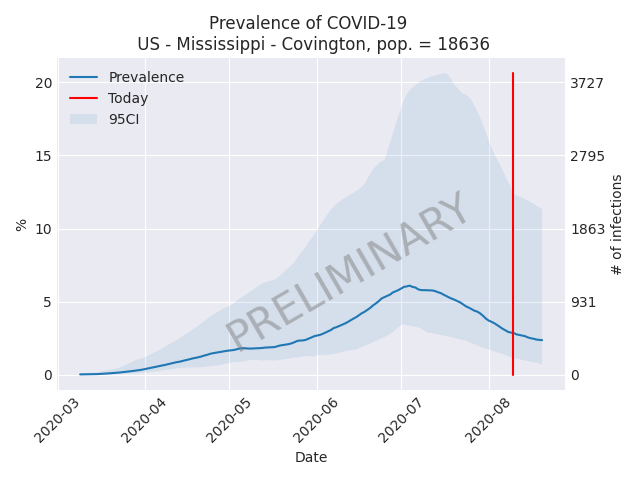 Prevalence of COVID-19
US - Mississippi - Covington, pop. = 18636
Prevalence
Today
95CI
PRELIMINARY
%
20
15
10
5
0
3727
2795
1863
931
0
# of infections
2020-03
2020-04
2020-05
2020-06
2020-07
2020-08
Date